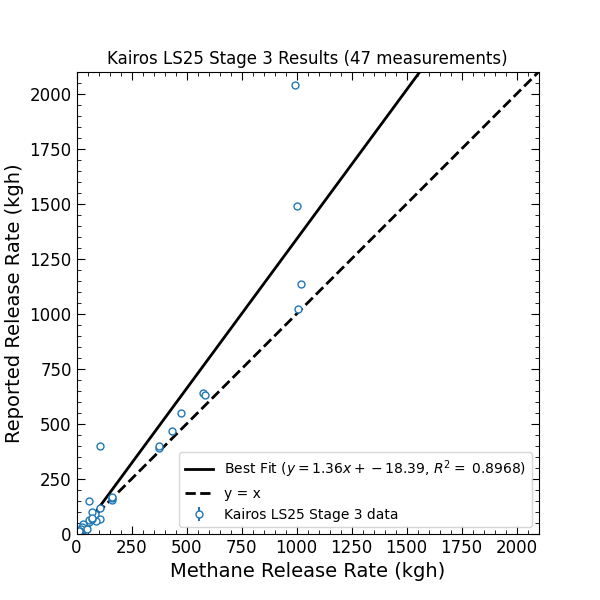 Kairos LS25 Stage 3 Results (47 measurements)
Reported Release Rate (kgh)
2000
1750
1500
1250
1000
750
500
250
0
Best Fit (y = 1.36x + −18.39, R² = 0.8968)
y = x
Kairos LS25 Stage 3 data
0 250 500 750 1000 1250 1500 1750 2000
Methane Release Rate (kgh)